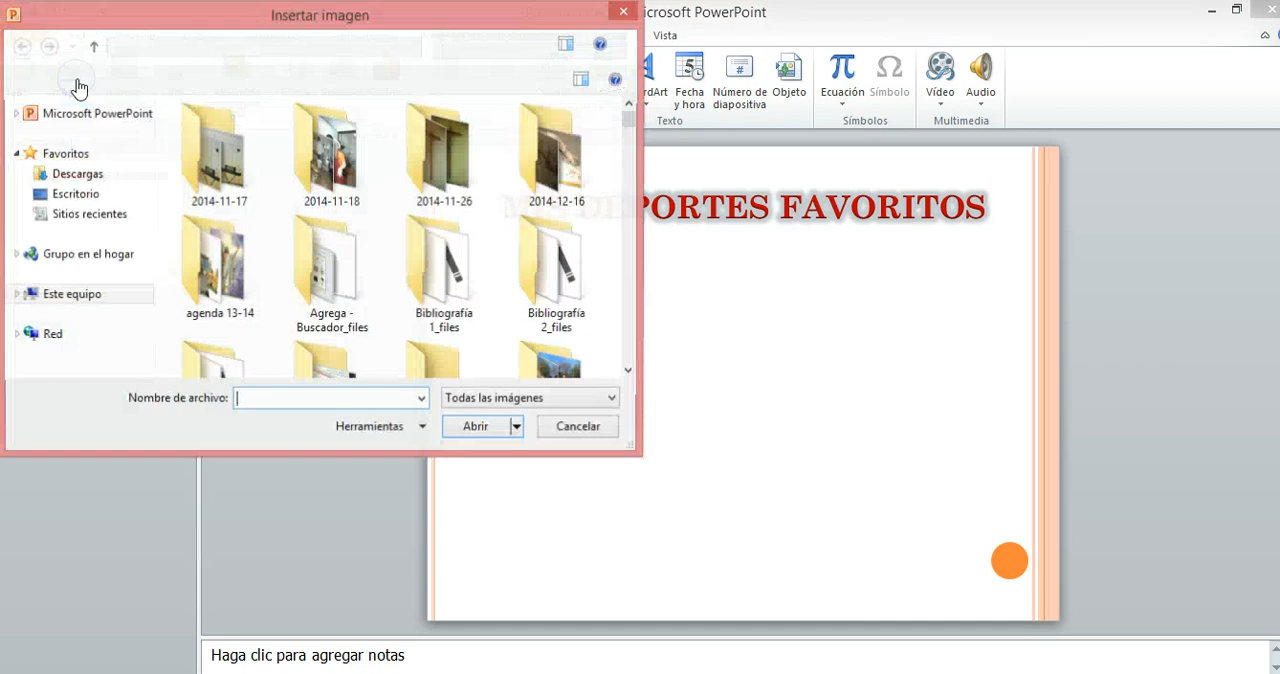 Insertar imagen
icrosoft PowerPoint
Vista
rdArt
Fecha
y hora
Número de
diapositiva
Objeto
Ecuación
Símbolo
Vídeo
Audio
Texto
Símbolos
Multimedia
Microsoft PowerPoint
Favoritos
Descargas
Escritorio
Sitios recientes
Grupo en el hogar
Este equipo
Red
2014-11-17
2014-11-18
2014-11-26
2014-12-16
agenda 13-14
Agrega -
Buscador_files
Bibliografía
1_files
Bibliografía
2_files
Nombre de archivo:
Todas las imágenes
Herramientas
Abrir
Cancelar
MIS DEPORTES FAVORITOS
Haga clic para agregar notas